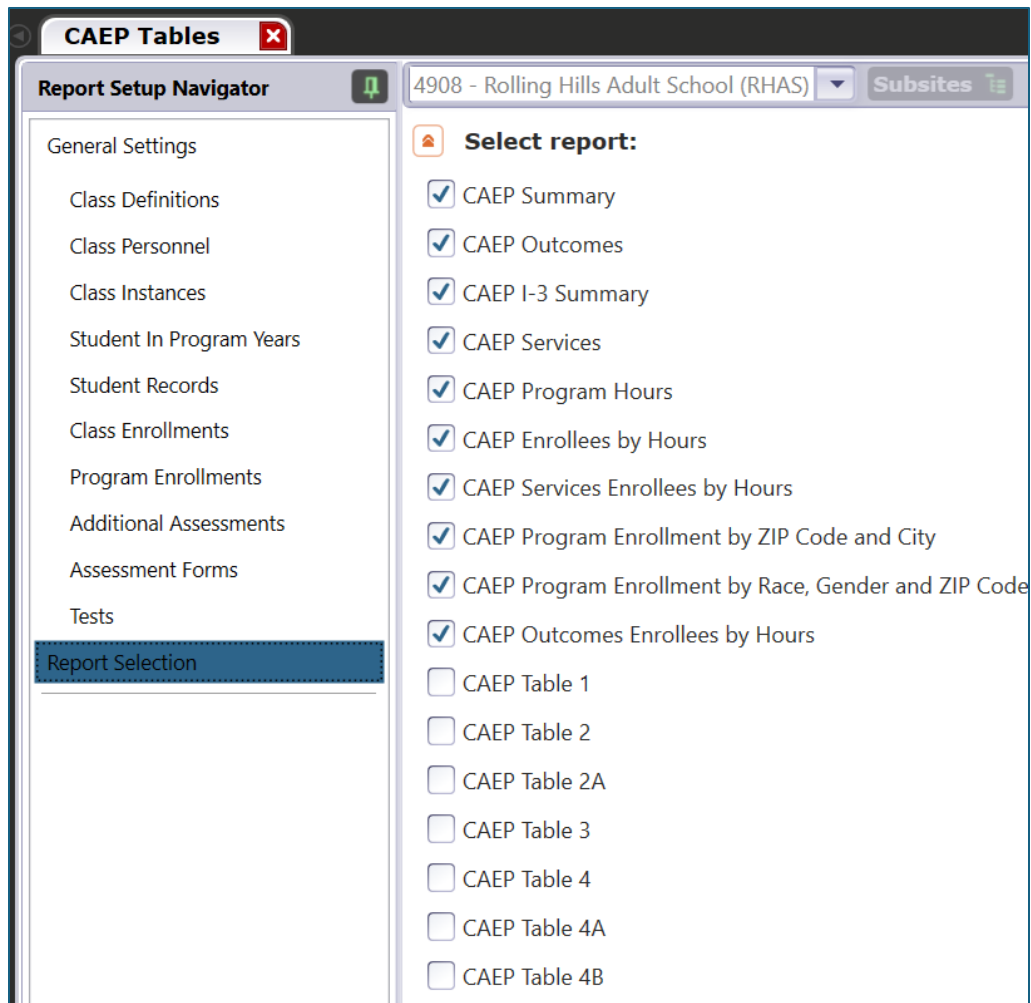 CAEP Tables
Report Setup Navigator
4908 - Rolling Hills Adult School (RHAS)
Subsites
General Settings
Class Definitions
Class Personnel
Class Instances
Student In Program Years
Student Records
Class Enrollments
Program Enrollments
Additional Assessments
Assessment Forms
Tests
Report Selection
Select report:
CAEP Summary
CAEP Outcomes
CAEP I-3 Summary
CAEP Services
CAEP Program Hours
CAEP Enrollees by Hours
CAEP Services Enrollees by Hours
CAEP Program Enrollment by ZIP Code and City
CAEP Program Enrollment by Race, Gender and ZIP Code
CAEP Outcomes Enrollees by Hours
CAEP Table 1
CAEP Table 2
CAEP Table 2A
CAEP Table 3
CAEP Table 4
CAEP Table 4A
CAEP Table 4B